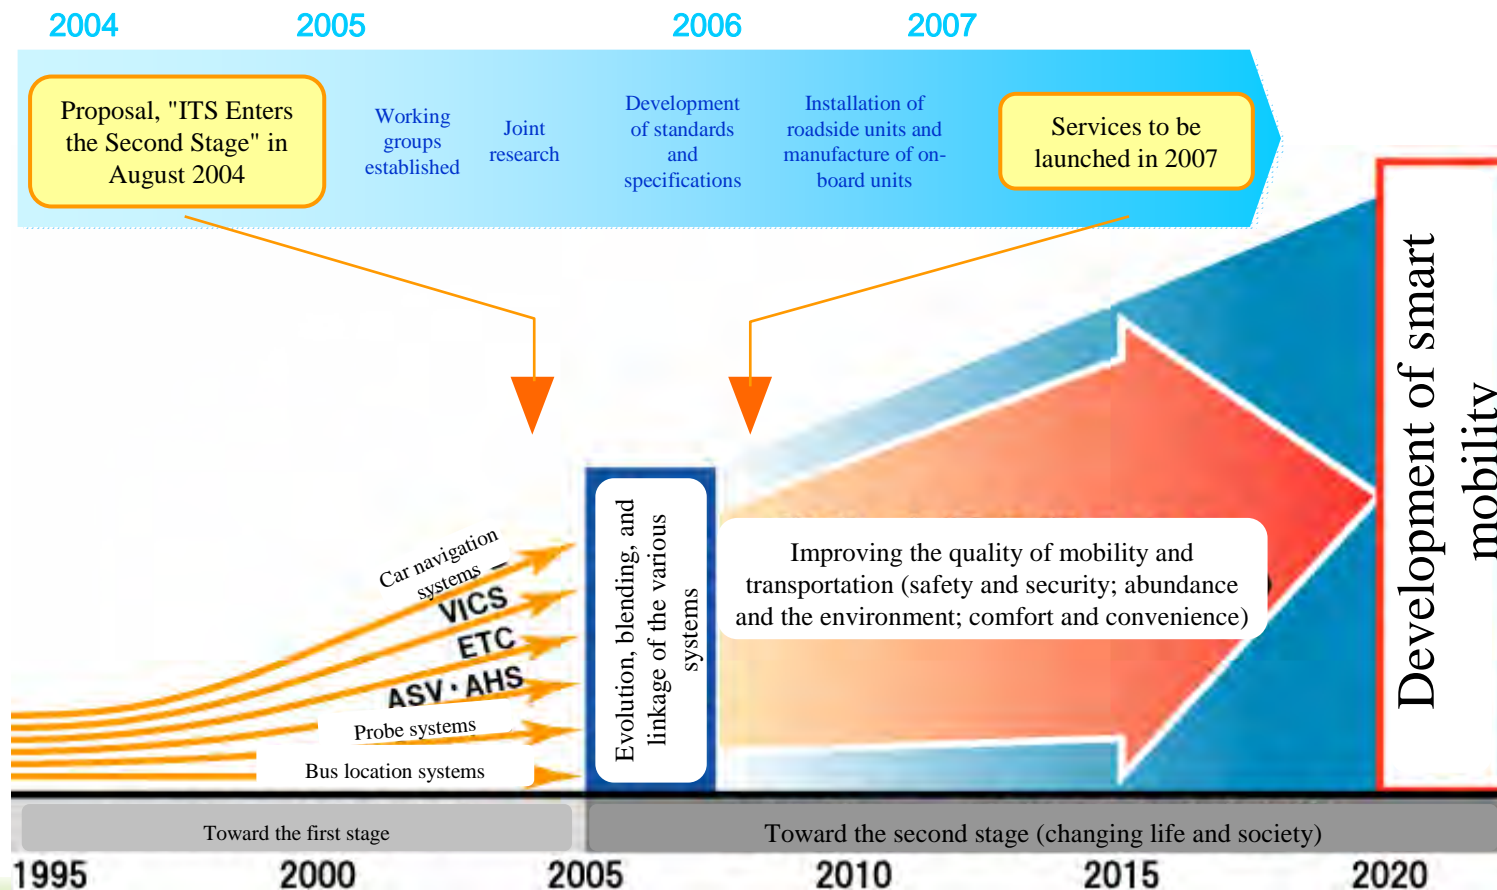 2004
2005
2006
2007
Proposal, "ITS Enters
the Second Stage" in
August 2004
Working
groups
established
Joint
research
Development
of standards
and
specifications
Installation of
roadside units and
manufacture of on-
board units
Services to be
launched in 2007
Car navigation
systems
VICS
ETC
ASV・AHS
Probe systems
Bus location systems
Evolution, blending, and
linkage of the various
systems
Improving the quality of mobility and
transportation (safety and security; abundance
and the environment; comfort and convenience)
Development of smart
mobility
Toward the first stage
Toward the second stage (changing life and society)
1995
2000
2005
2010
2015
2020